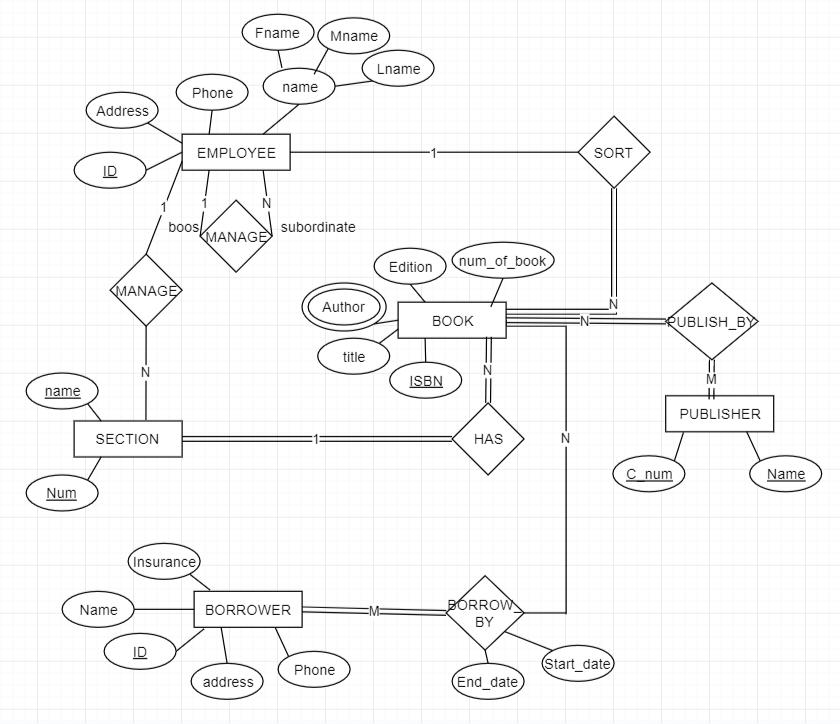 Fname
Mname
Lname
name
Phone
Address
ID
EMPLOYEE
1
SORT
1
boos
1
N
subordinate
MANAGE
MANAGE
Edition
num_of_book
Author
BOOK
title
ISBN
N
N
PUBLISH_BY
M
PUBLISHER
C_num
Name
N
N
name
SECTION
Num
1
HAS
N
Insurance
Name
BORROWER
ID
address
Phone
M
BORROW_
BY
End_date
Start_date